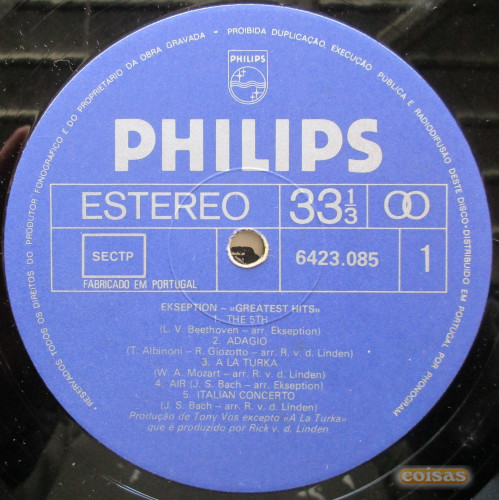 RESERVADOS TODOS OS DIREITOS DO PRODUTOR FONOGRÁFICO E DO PROPRIETÁRIO DA OBRA GRAVADA - PROIBIDA DUPLICAÇÃO, EXECUÇÃO PÚBLICA E RADIODIFUSÃO DESTE DISCO - DISTRIBUIDO EM PORTUGAL POR PHONOGRAM
PHILIPS
PHILIPS
ESTEREO 33 1/3
SECTP 6423.085 1
FABRICADO EM PORTUGAL
EKSEPTION — «GREATEST HITS»
1. THE 5TH
(L. V. Beethoven — arr. Ekseption)
2. ADAGIO
(T. Albinoni — R. Giozotto — arr. R. v. d. Linden)
3. A LA TURKA
(W. A. Mozart — arr. R. v. d. Linden)
4. AIR (J. S. Bach — arr. Ekseption)
5. ITALIAN CONCERTO
(J. S. Bach — arr. R. v. d. Linden)
Produção de Tony Vos excepto «A La Turka»
que é produzido por Rick v. d. Linden.
coisas